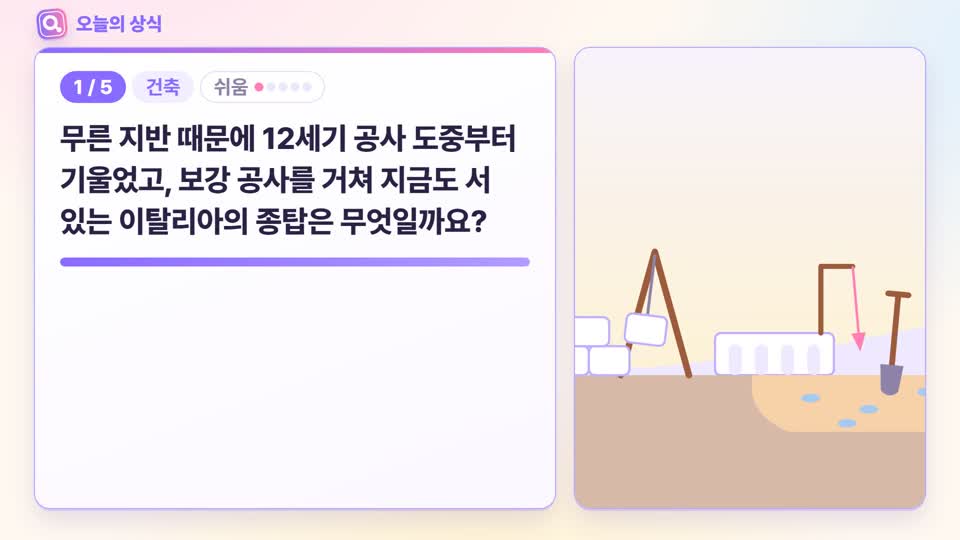 오늘의 상식
1 / 5 건축 쉬움
무른 지반 때문에 12세기 공사 도중부터
기울었고, 보강 공사를 거쳐 지금도 서
있는 이탈리아의 종탑은 무엇일까요?